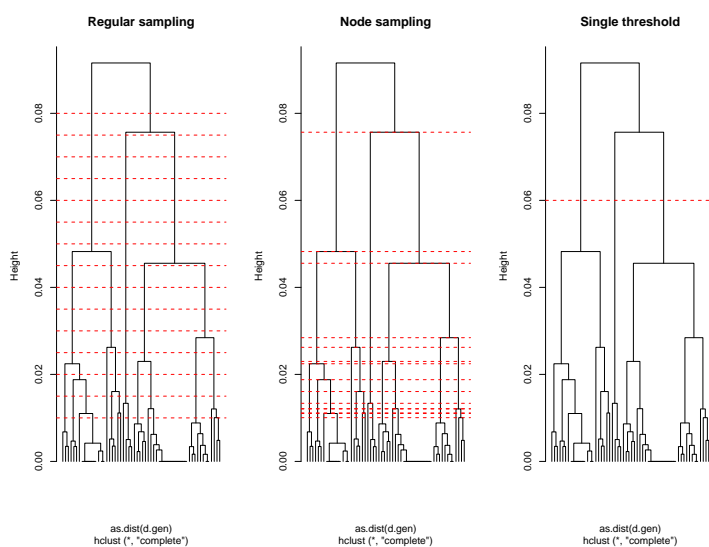 Regular sampling
Height
0.00
0.02
0.04
0.06
0.08
as.dist(d.gen)
hclust (*, "complete")
Node sampling
Height
0.00
0.02
0.04
0.06
0.08
as.dist(d.gen)
hclust (*, "complete")
Single threshold
Height
0.00
0.02
0.04
0.06
0.08
as.dist(d.gen)
hclust (*, "complete")